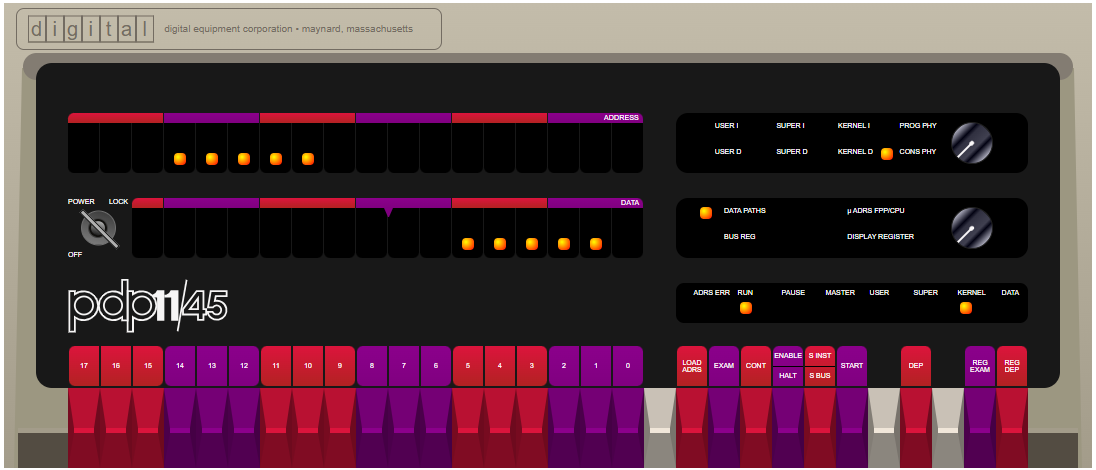 digital digital equipment corporation • maynard, massachusetts
ADDRESS
USER I SUPER I KERNEL I PROG PHY
USER D SUPER D KERNEL D CONS PHY
POWER LOCK
DATA
OFF
DATA PATHS µ ADRS FPP/CPU
BUS REG DISPLAY REGISTER
pdp11/45
ADRS ERR RUN PAUSE MASTER USER SUPER KERNEL DATA
17 16 15 14 13 12 11 10 9 8 7 6 5 4 3 2 1 0
LOAD ADRS
EXAM
CONT
ENABLE
HALT
S INST
S BUS
START
DEP
REG EXAM
REG DEP